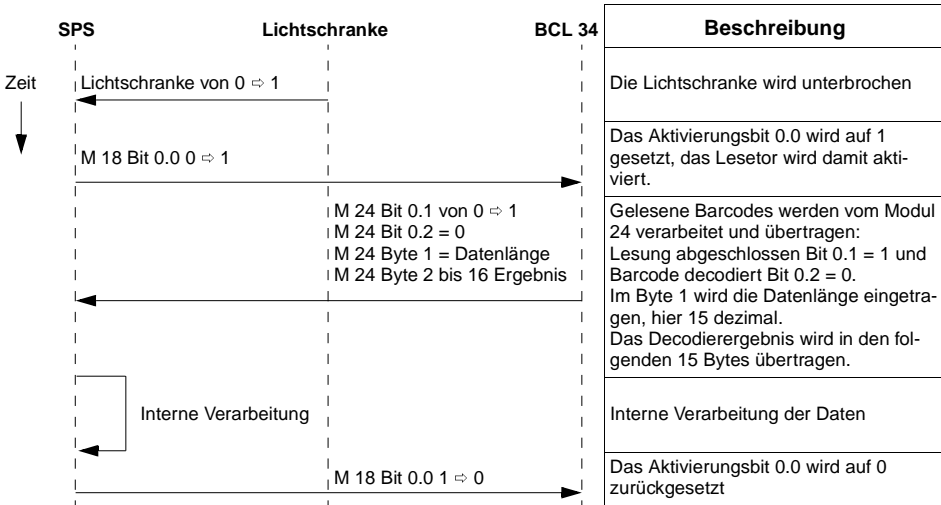 SPS Lichtschranke BCL 34 Beschreibung
Zeit
Lichtschranke von 0 ⇨ 1
Die Lichtschranke wird unterbrochen
M 18 Bit 0.0 0 ⇨ 1
Das Aktivierungsbit 0.0 wird auf 1
gesetzt, das Lesetor wird damit akti-
viert.
M 24 Bit 0.1 von 0 ⇨ 1
M 24 Bit 0.2 = 0
M 24 Byte 1 = Datenlänge
M 24 Byte 2 bis 16 Ergebnis
Gelesene Barcodes werden vom Modul
24 verarbeitet und übertragen:
Lesung abgeschlossen Bit 0.1 = 1 und
Barcode decodiert Bit 0.2 = 0.
Im Byte 1 wird die Datenlänge eingetra-
gen, hier 15 dezimal.
Das Decodierergebnis wird in den fol-
genden 15 Bytes übertragen.
Interne Verarbeitung
Interne Verarbeitung der Daten
M 18 Bit 0.0 1 ⇨ 0
Das Aktivierungsbit 0.0 wird auf 0
zurückgesetzt